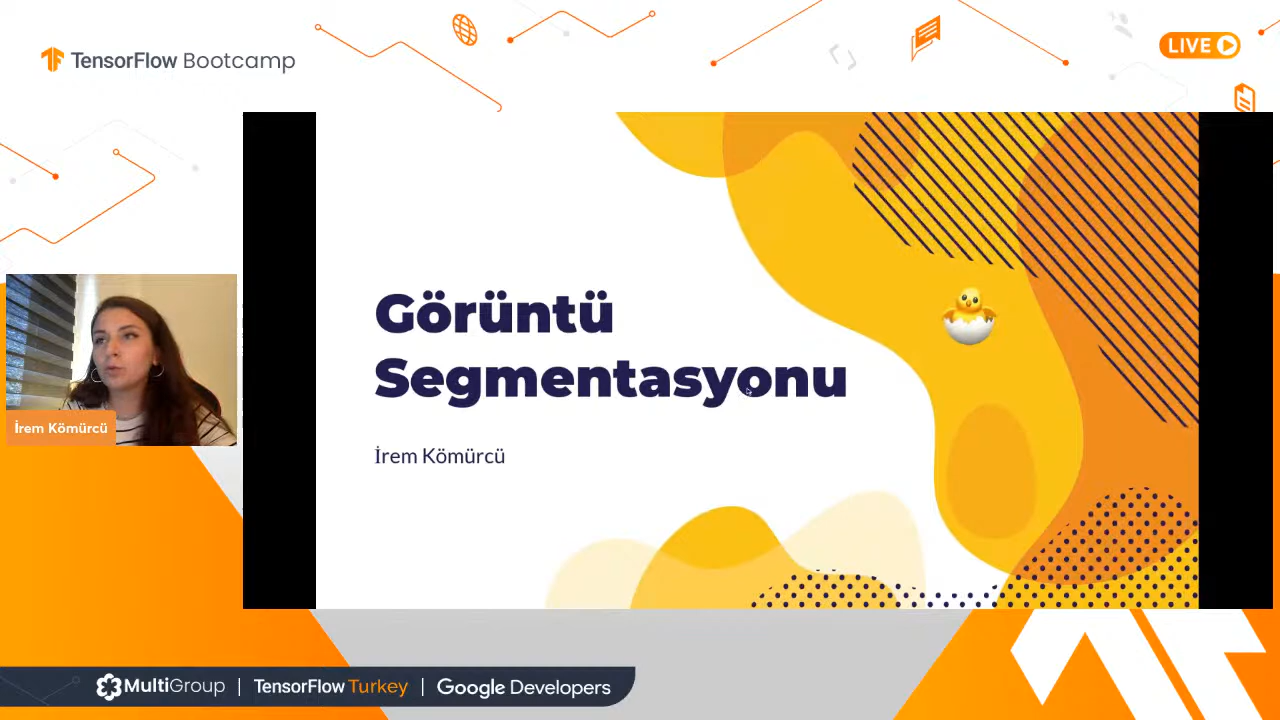 TensorFlow Bootcamp
LIVE
Görüntü
Segmentasyonu
İrem Kömürcü
İrem Kömürcü
MultiGroup | TensorFlow Turkey | Google Developers